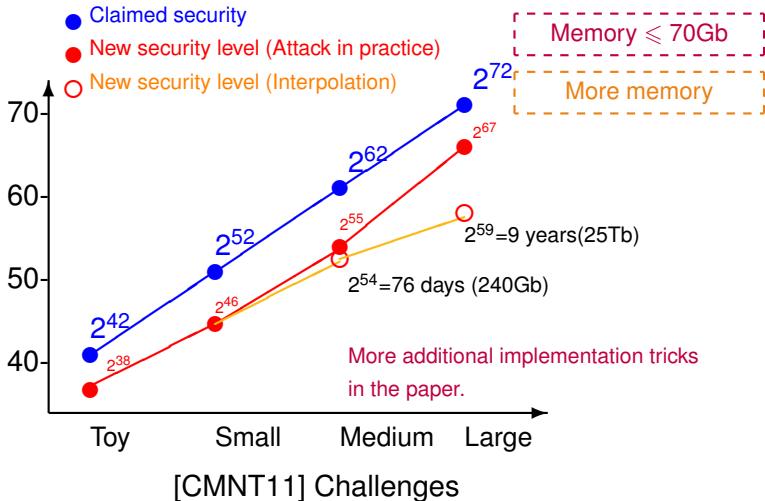 Claimed security
New security level (Attack in practice)
New security level (Interpolation)
Memory ⩽ 70Gb
More memory
70
60
50
40
2^72
2^67
2^62
2^59=9 years(25Tb)
2^55
2^54=76 days (240Gb)
2^52
2^46
2^42
2^38
More additional implementation tricks
in the paper.
Toy Small Medium Large
[CMNT11] Challenges